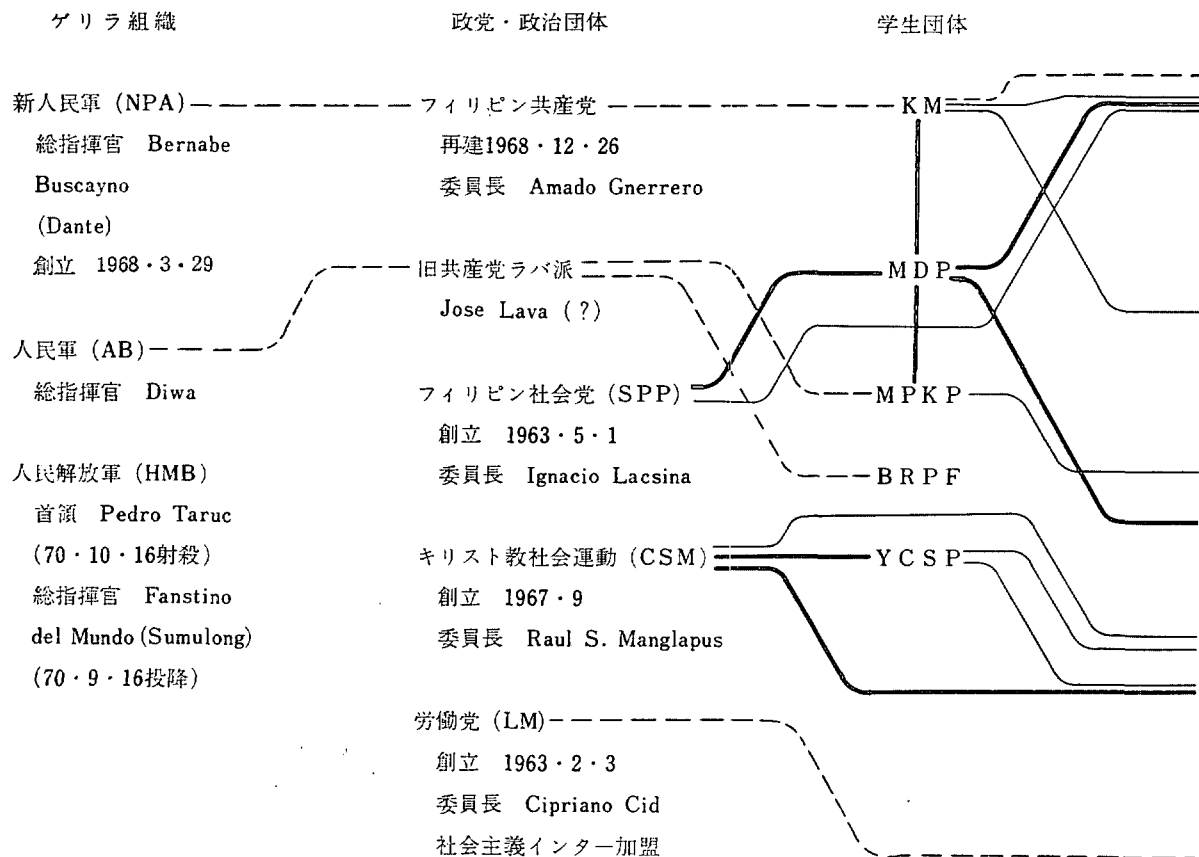 ゲリラ組織
政党・政治団体
学生団体
新人民軍 (NPA)
総指揮官 Bernabe
Buscayno
(Dante)
創立 1968・3・29
人民軍 (AB)
総指揮官 Diwa
人民解放軍 (HMB)
首領 Pedro Taruc
(70・10・16射殺)
総指揮官 Fanstino
del Mundo (Sumulong)
(70・9・16投降)
フィリピン共産党
再建1968・12・26
委員長 Amado Gnerrero
旧共産党ラバ派
Jose Lava (?)
フィリピン社会党 (SPP)
創立 1963・5・1
委員長 Ignacio Lacsina
キリスト教社会運動 (CSM)
創立 1967・9
委員長 Raul S. Manglapus
労働党 (LM)
創立 1963・2・3
委員長 Cipriano Cid
社会主義インター加盟
KM
MDP
MPKP
BRPF
YCSP